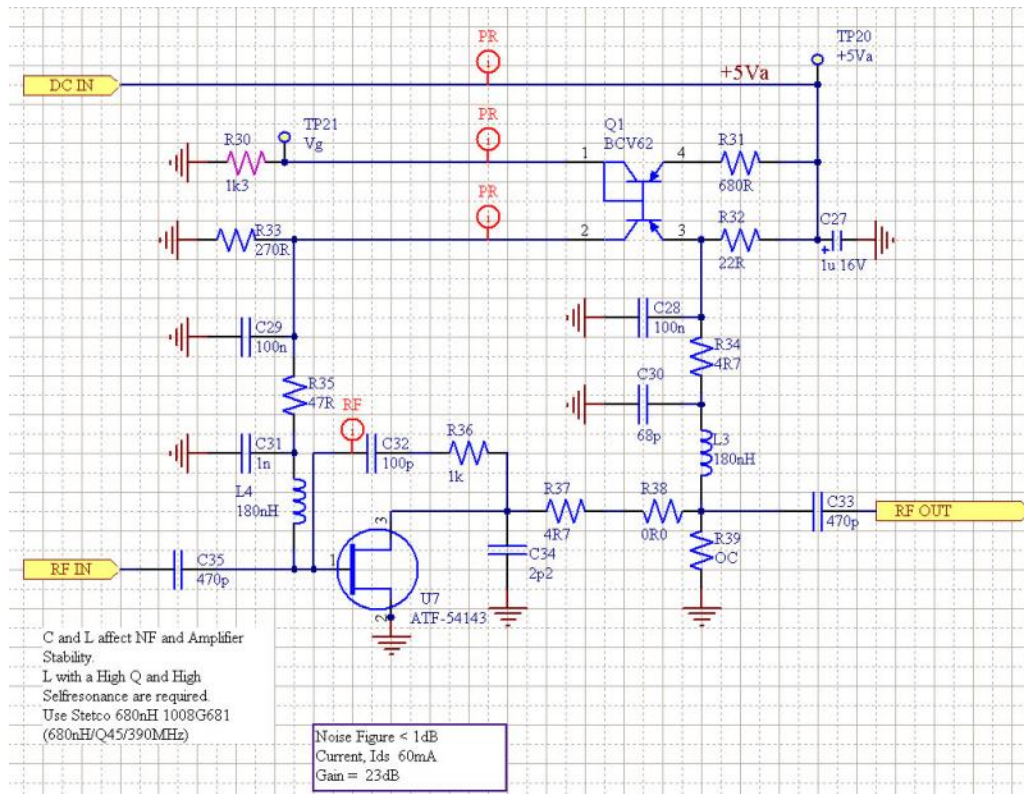 PR
TP20
+5Va
DC IN
+5Va
R30
TP21
Vg
PR
Q1
BCV62
1
4
R31
1k3
680R
PR
R33
270R
2
3
R32
22R
C27
1u 16V
C29
100n
C28
100n
R34
4R7
R35
47R
RF
C30
68p
C31
1n
C32
100p
R36
1k
L3
180nH
L4
180nH
3
R37
4R7
R38
0R0
C33
470p
RF OUT
R39
OC
C34
2p2
RF IN
C35
470p
1
2
U7
ATF-54143
C and L affect NF and Amplifier
Stability.
L with a High Q and High
Selfresonance are required.
Use Stetco 680nH 1008G681
(680nH/Q45/390MHz)
Noise Figure < 1dB
Current, Ids 60mA
Gain = 23dB